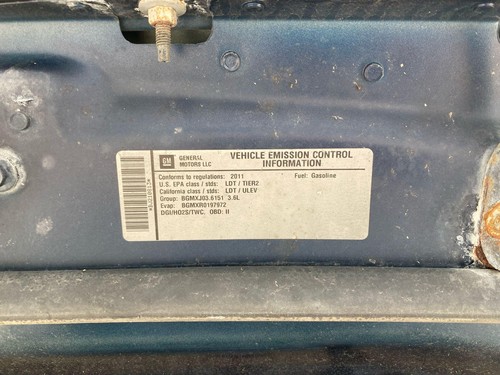 GM
GENERAL
MOTORS LLC
VEHICLE EMISSION CONTROL
INFORMATION
Conforms to regulations: 2011 Fuel: Gasoline
U.S. EPA class / stds: LDT / TIER2
California class / stds: LDT / ULEV
Group: BGMXJ03.6151 3.6L
Evap: BGMXR0197972
DGI/HO2S/TWC. OBD: II